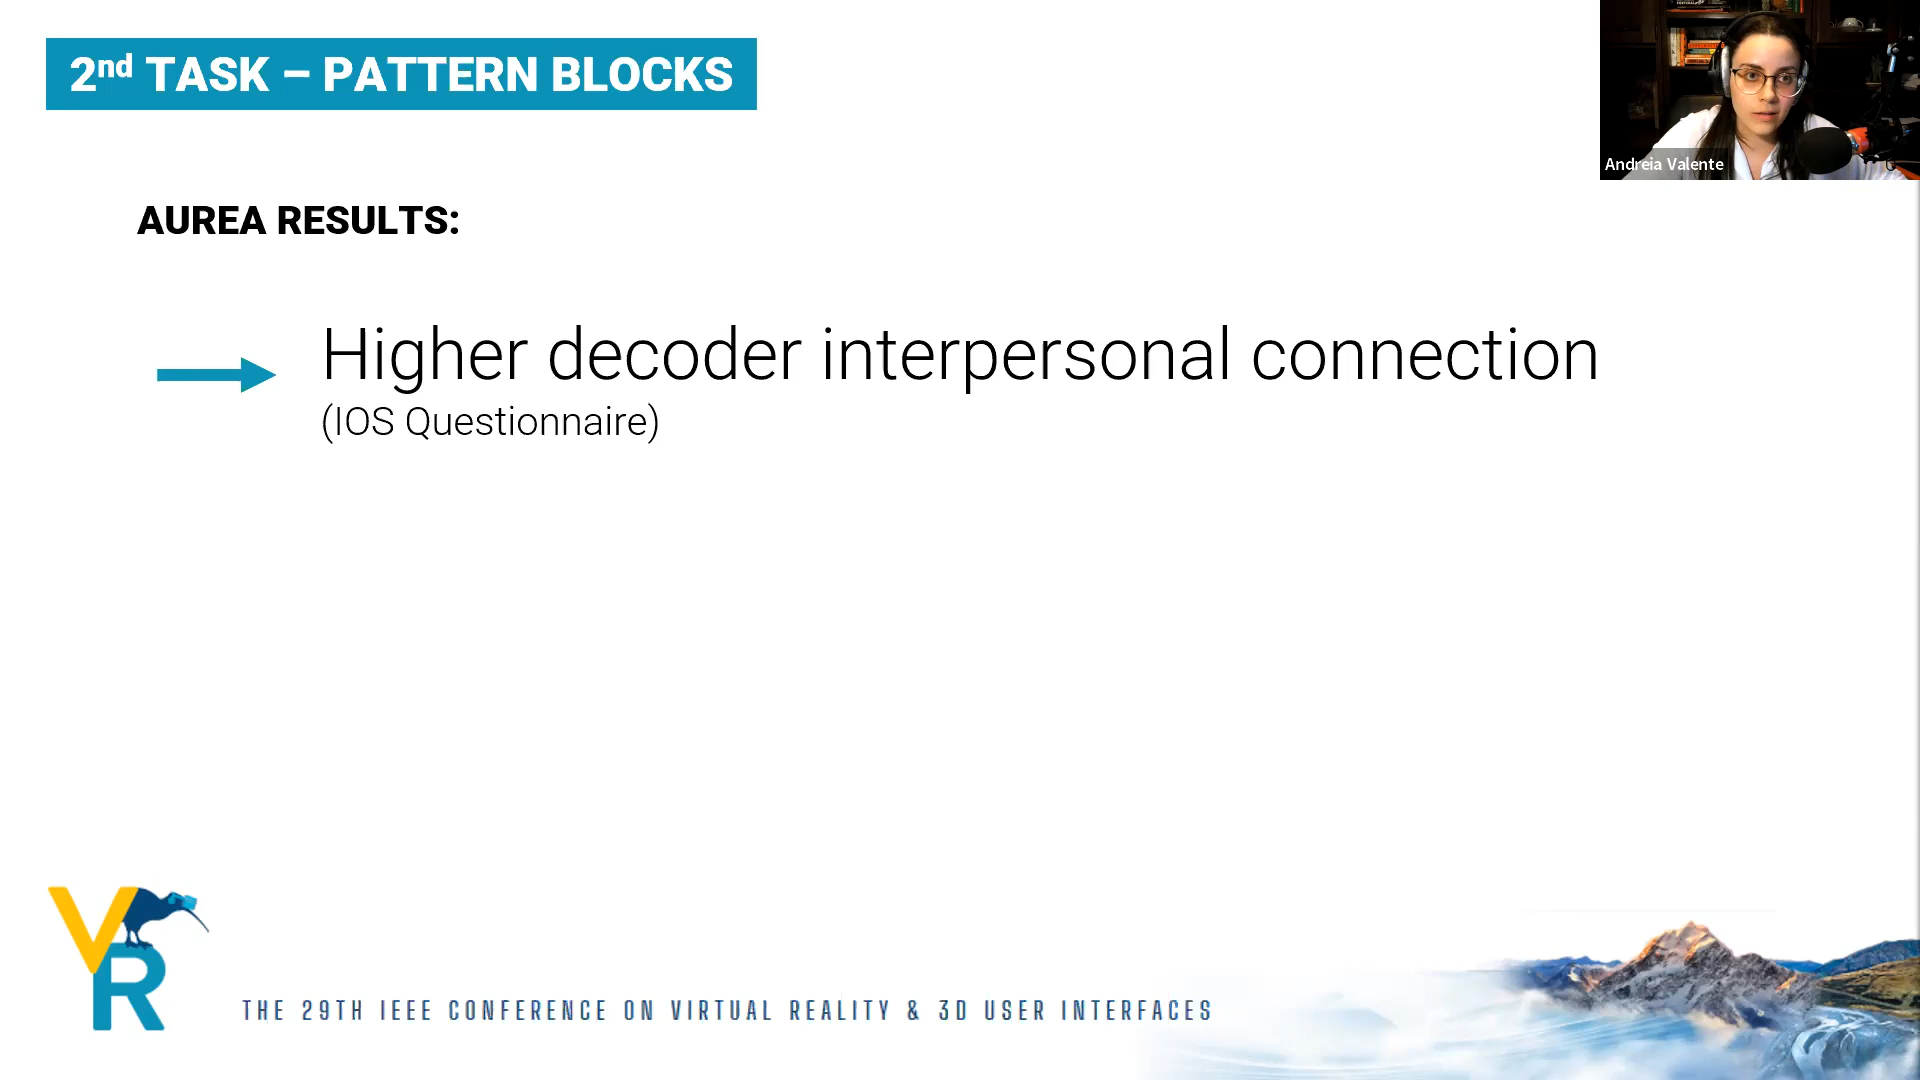 2nd TASK – PATTERN BLOCKS
Andreia Valente
AUREA RESULTS:
Higher decoder interpersonal connection
(IOS Questionnaire)
VR
THE 29TH IEEE CONFERENCE ON VIRTUAL REALITY & 3D USER INTERFACES